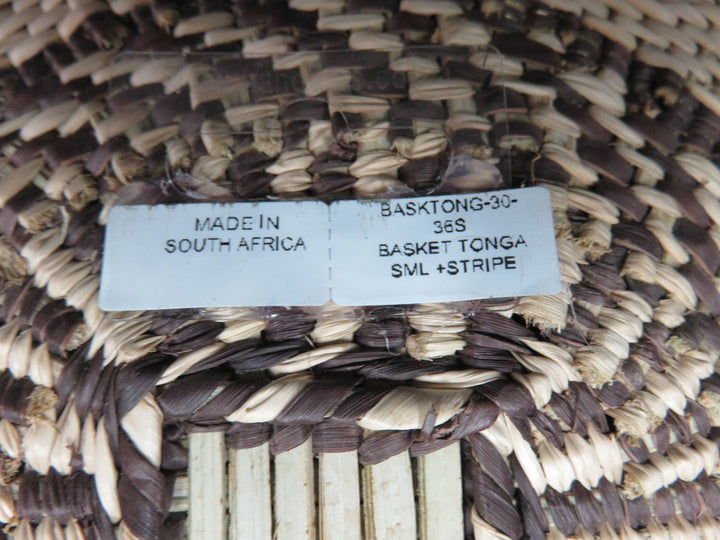 MADE IN
SOUTH AFRICA
BASKTONG-30-
36S
BASKET TONGA
SML +STRIPE